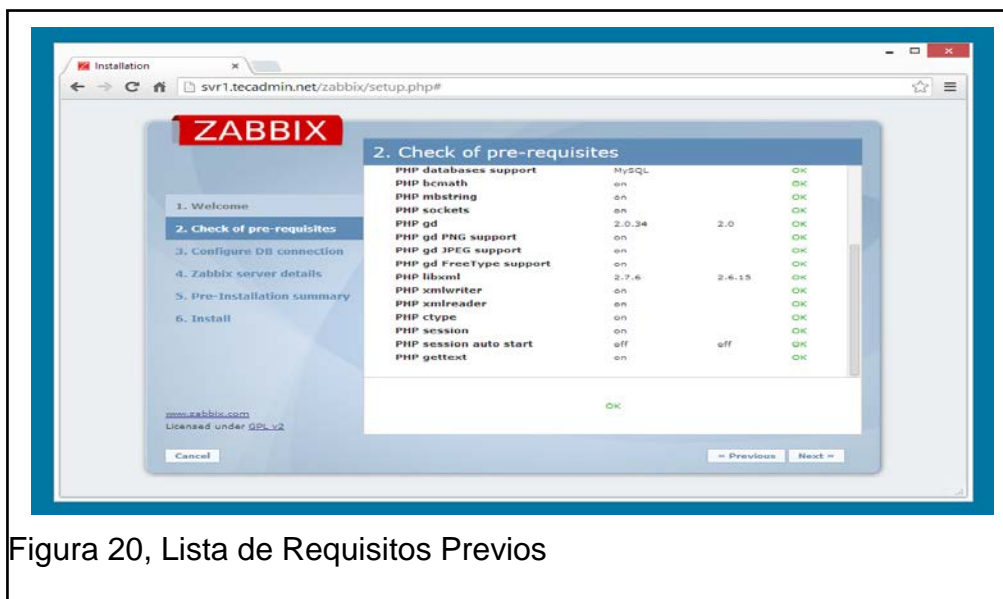 Installation
svr1.tecadmin.net/zabbix/setup.php#
ZABBIX
2. Check of pre-requisites
1. Welcome
2. Check of pre-requisites
3. Configure DB connection
4. Zabbix server details
5. Pre-Installation summary
6. Install
PHP databases support MySQL OK
PHP bcmath on OK
PHP mbstring on OK
PHP sockets on OK
PHP gd 2.0.34 2.0 OK
PHP gd PNG support on OK
PHP gd JPEG support on OK
PHP gd FreeType support on OK
PHP libxml 2.7.6 2.6.15 OK
PHP xmlwriter on OK
PHP xmlreader on OK
PHP ctype on OK
PHP session on OK
PHP session auto start off off OK
PHP gettext on OK
OK
www.zabbix.com
Licensed under GPL v2
Cancel
« Previous Next »
Figura 20, Lista de Requisitos Previos